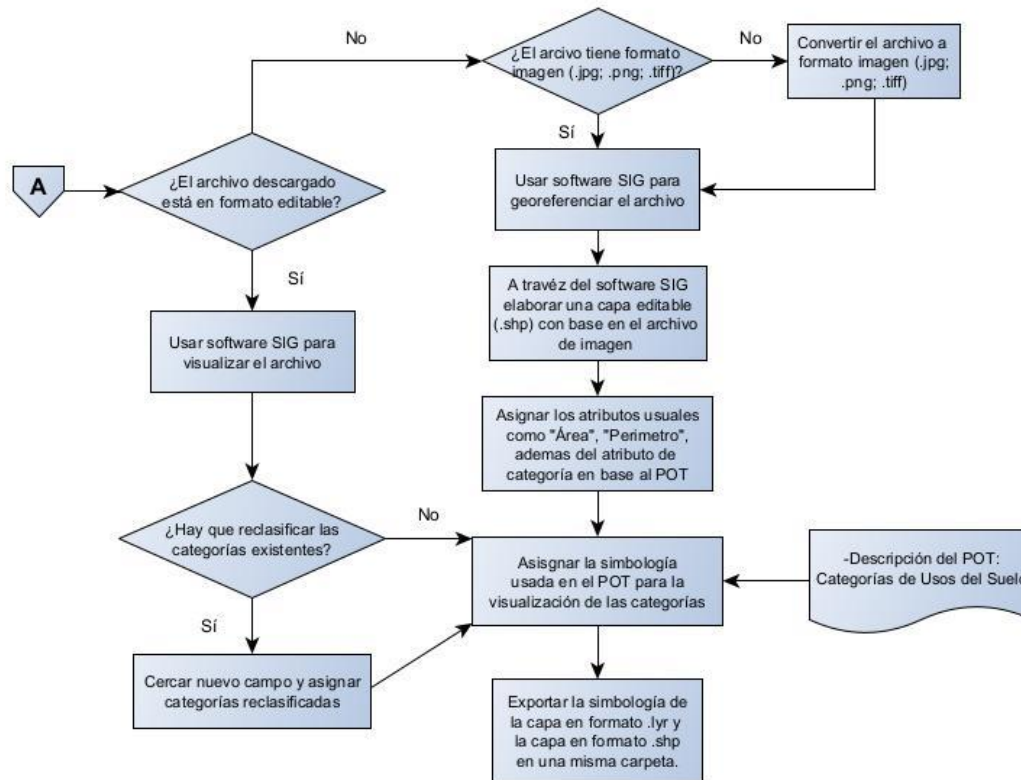 No
¿El arcivo tiene formato
imagen (.jpg; .png; .tiff)?
No
Convertir el archivo a
formato imagen (.jpg;
.png; .tiff)
Sí
A
¿El archivo descargado
está en formato editable?
Usar software SIG para
georeferenciar el archivo
Sí
A travéz del software SIG
elaborar una capa editable
(.shp) con base en el archivo
de imagen
Usar software SIG para
visualizar el archivo
Asignar los atributos usuales
como "Área", "Perimetro",
ademas del atributo de
categoría en base al POT
¿Hay que reclasificar las
categorías existentes?
No
Asisgnar la simbología
usada en el POT para la
visualización de las categorías
-Descripción del POT:
Categorías de Usos del Suelo
Sí
Cercar nuevo campo y asignar
categorías reclasificadas
Exportar la simbología de
la capa en formato .lyr y
la capa en formato .shp
en una misma carpeta.